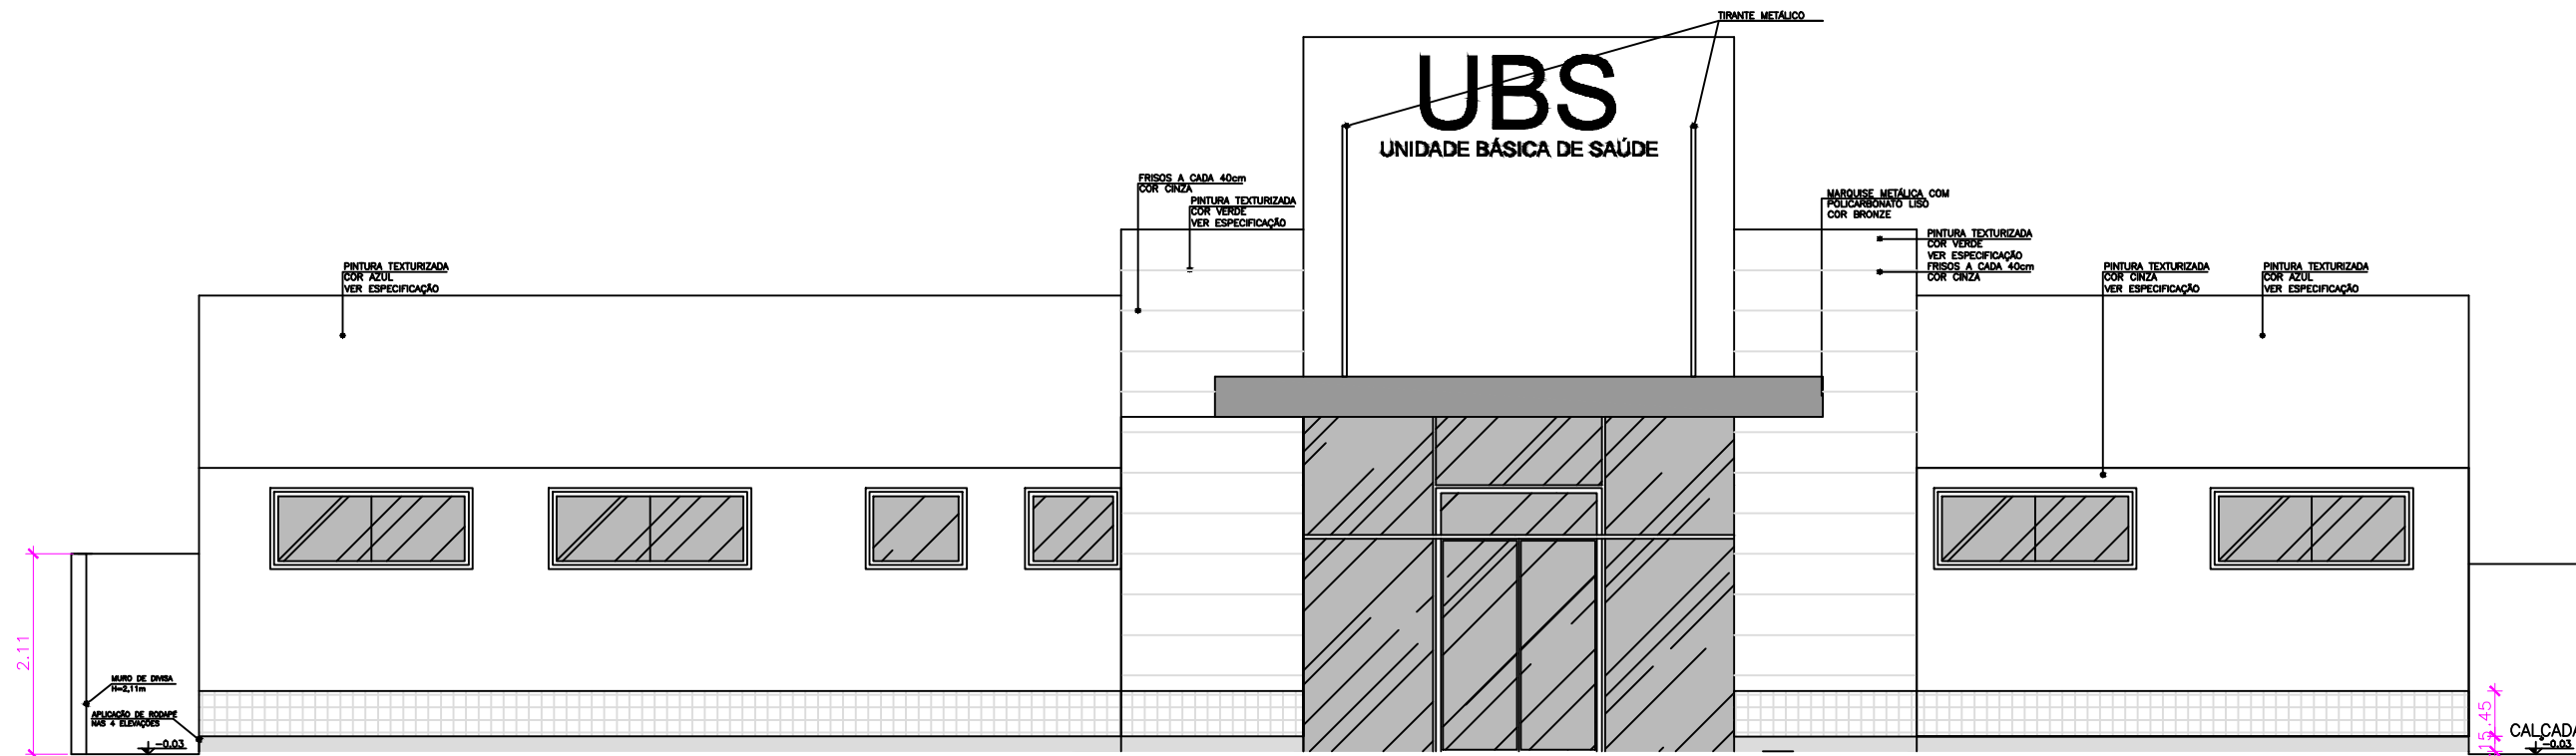 TIRANTE METÁLICO
UBS
UNIDADE BÁSICA DE SAÚDE
FRISOS A CADA 40cm
COR CINZA
PINTURA TEXTURIZADA
COR VERDE
VER ESPECIFICAÇÃO
MARQUISE METÁLICA COM
POLICARBONATO LISO
COR BRONZE
PINTURA TEXTURIZADA
COR VERDE
VER ESPECIFICAÇÃO
FRISOS A CADA 40cm
COR CINZA
PINTURA TEXTURIZADA
COR AZUL
VER ESPECIFICAÇÃO
PINTURA TEXTURIZADA
COR CINZA
VER ESPECIFICAÇÃO
PINTURA TEXTURIZADA
COR AZUL
VER ESPECIFICAÇÃO
2.11
MURO DE DIVISA
H=2,11m
APLICAÇÃO DE RODAPÉ
NAS 4 ELEVAÇÕES
-0.03
.45
15
CALÇADA
-0.03